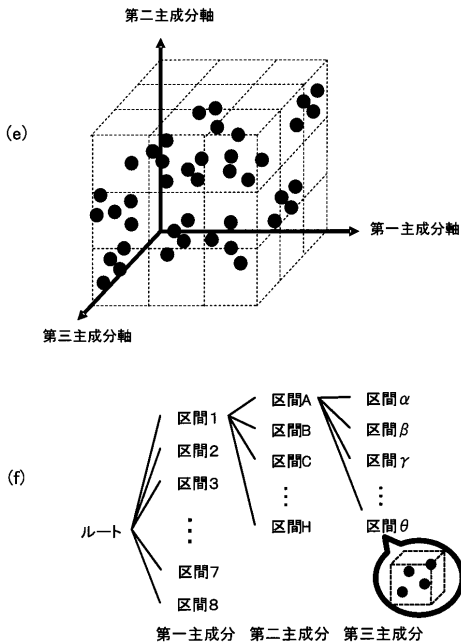 第二主成分軸
(e)
第一主成分軸
第三主成分軸
(f)
ルート
区間1
区間2
区間3
⋮
区間7
区間8
第一主成分
区間A
区間B
区間C
⋮
区間H
第二主成分
区間α
区間β
区間γ
⋮
区間θ
第三主成分